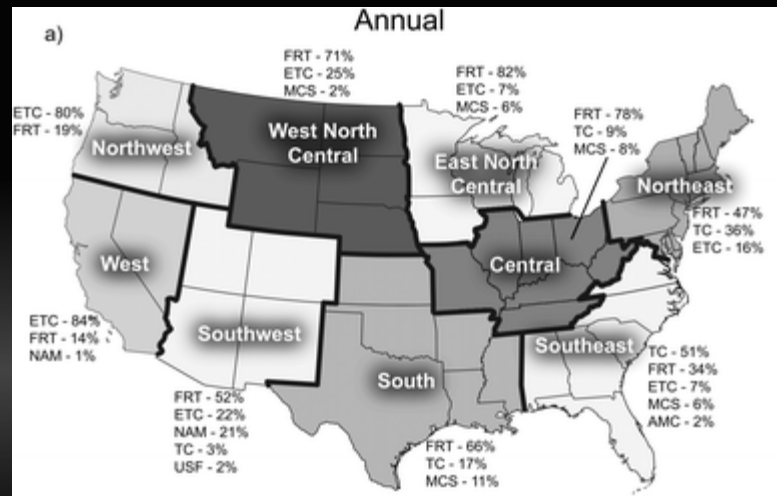 Annual
a)
FRT - 71%
ETC - 25%
MCS - 2%
FRT - 82%
ETC - 7%
MCS - 6%
FRT - 78%
TC - 9%
MCS - 8%
ETC - 80%
FRT - 19%
Northwest
West North
Central
East North
Central
Northeast
FRT - 47%
TC - 36%
ETC - 16%
West
Central
ETC - 84%
FRT - 14%
NAM - 1%
Southwest
South
Southeast
TC - 51%
FRT - 34%
ETC - 7%
MCS - 6%
AMC - 2%
FRT - 52%
ETC - 22%
NAM - 21%
TC - 3%
USF - 2%
FRT - 66%
TC - 17%
MCS - 11%